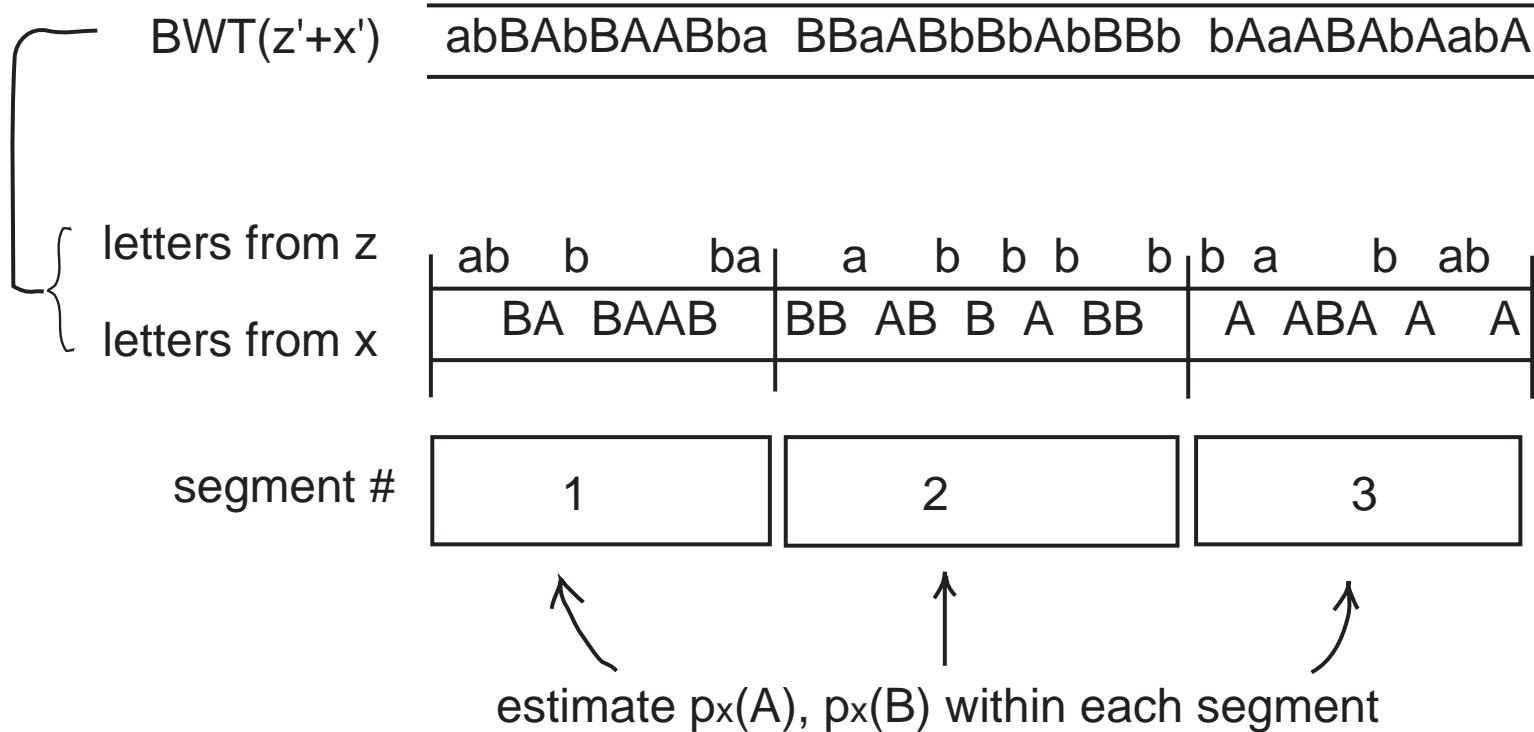 BWT(z'+x') abBAbBAABba BBaABbBbAbBBb bAaABAbAabA
letters from z ab b ba a b b b b b a b ab
letters from x BA BAAB BB AB B A BB A ABA A A
segment # 1 2 3
estimate px(A), px(B) within each segment